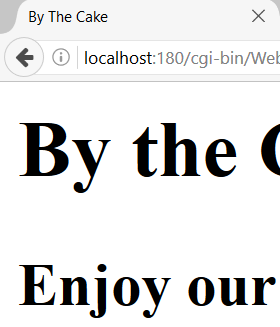 By The Cake
localhost:180/cgi-bin/Web
By the
Enjoy our